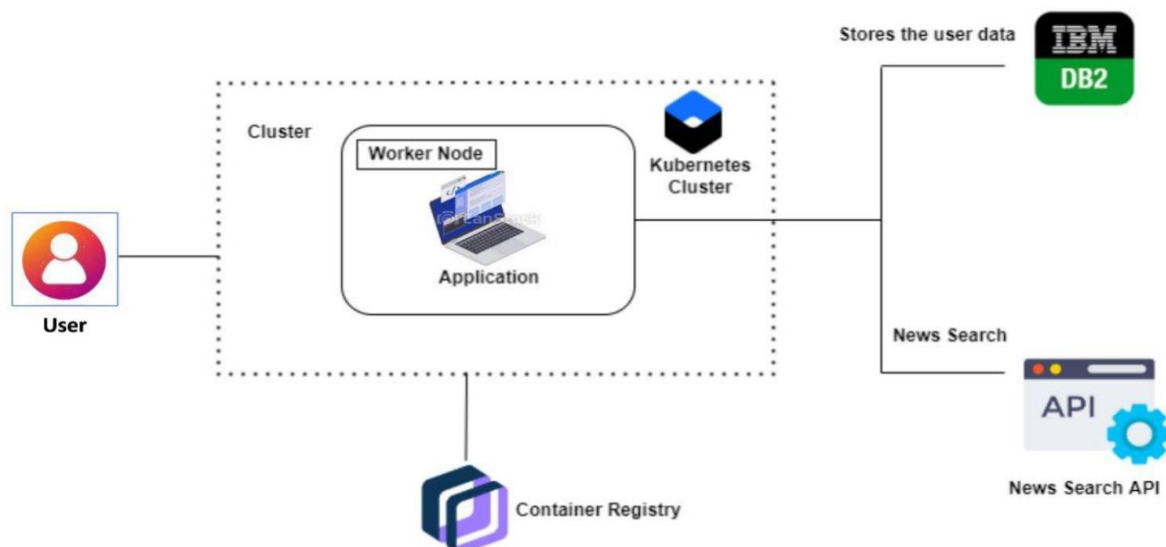 Stores the user data
IBM
DB2
Cluster
Worker Node
Kubernetes
Cluster
Application
User
News Search
API
News Search API
Container Registry